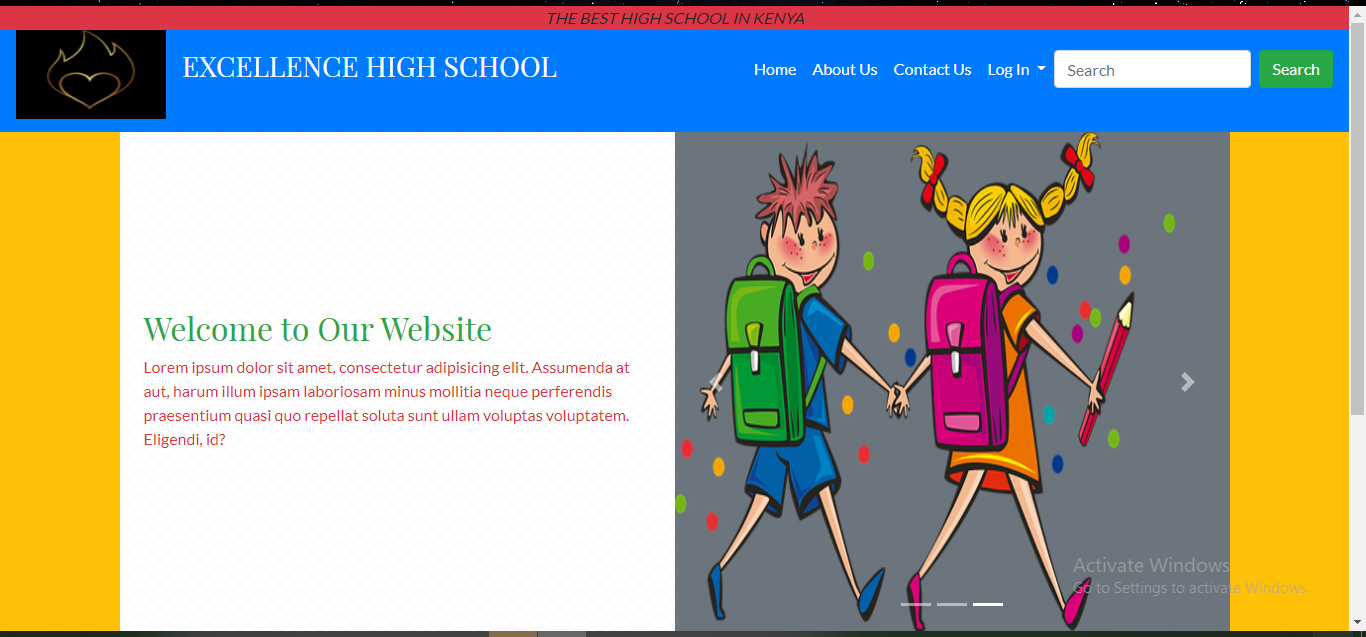 THE BEST HIGH SCHOOL IN KENYA
EXCELLENCE HIGH SCHOOL
Home About Us Contact Us Log In Search Search
Welcome to Our Website
Lorem ipsum dolor sit amet, consectetur adipisicing elit. Assumenda at
aut, harum illum ipsam laboriosam minus mollitia neque perferendis
praesentium quasi quo repellat soluta sunt ullam voluptas voluptatem.
Eligendi, id?
Activate Windows
Go to Settings to activate Windows.